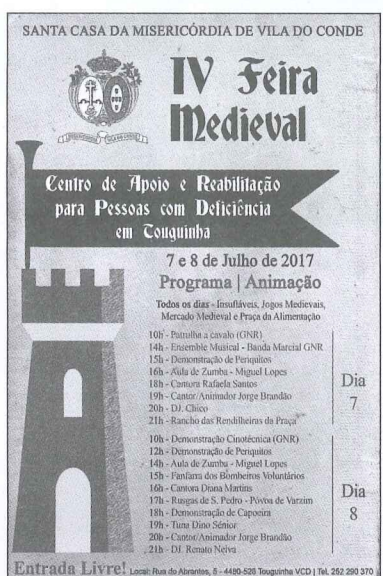 SANTA CASA DA MISERICÓRDIA DE VILA DO CONDE
IV Feira
Medieval
Centro de Apoio e Reabilitação
para Pessoas com Deficiência
em Touguinha
7 e 8 de Julho de 2017
Programa | Animação
Todos os dias - Insufláveis, Jogos Medievais,
Mercado Medieval e Praça da Alimentação
10h - Patrulha a cavalo (GNR)
14h - Ensemble Musical - Banda Marcial GNR
15h - Demonstração de Periquitos
16h - Aula de Zumba - Miguel Lopes
18h - Cantora Rafaela Santos
19h - Cantor/Animador Jorge Brandão
20h - DJ. Chico
21h - Rancho das Rendilheiras da Praça
Dia
7
10h - Demonstração Cinotécnica (GNR)
12h - Demonstração de Periquitos
14h - Aula de Zumba - Miguel Lopes
15h - Fanfarra dos Bombeiros Voluntários
16h - Cantora Diana Martins
17h - Rusgas de S. Pedro - Póvoa de Varzim
18h - Demonstração de Capoeira
19h - Tuna Dino Sénior
20h - Cantor/Animador Jorge Brandão
21h - DJ. Renato Neiva
Dia
8
Entrada Livre! Local: Rua do Abrantes, 5 - 4480-528 Touguinha VCD | Tel. 252 290 370